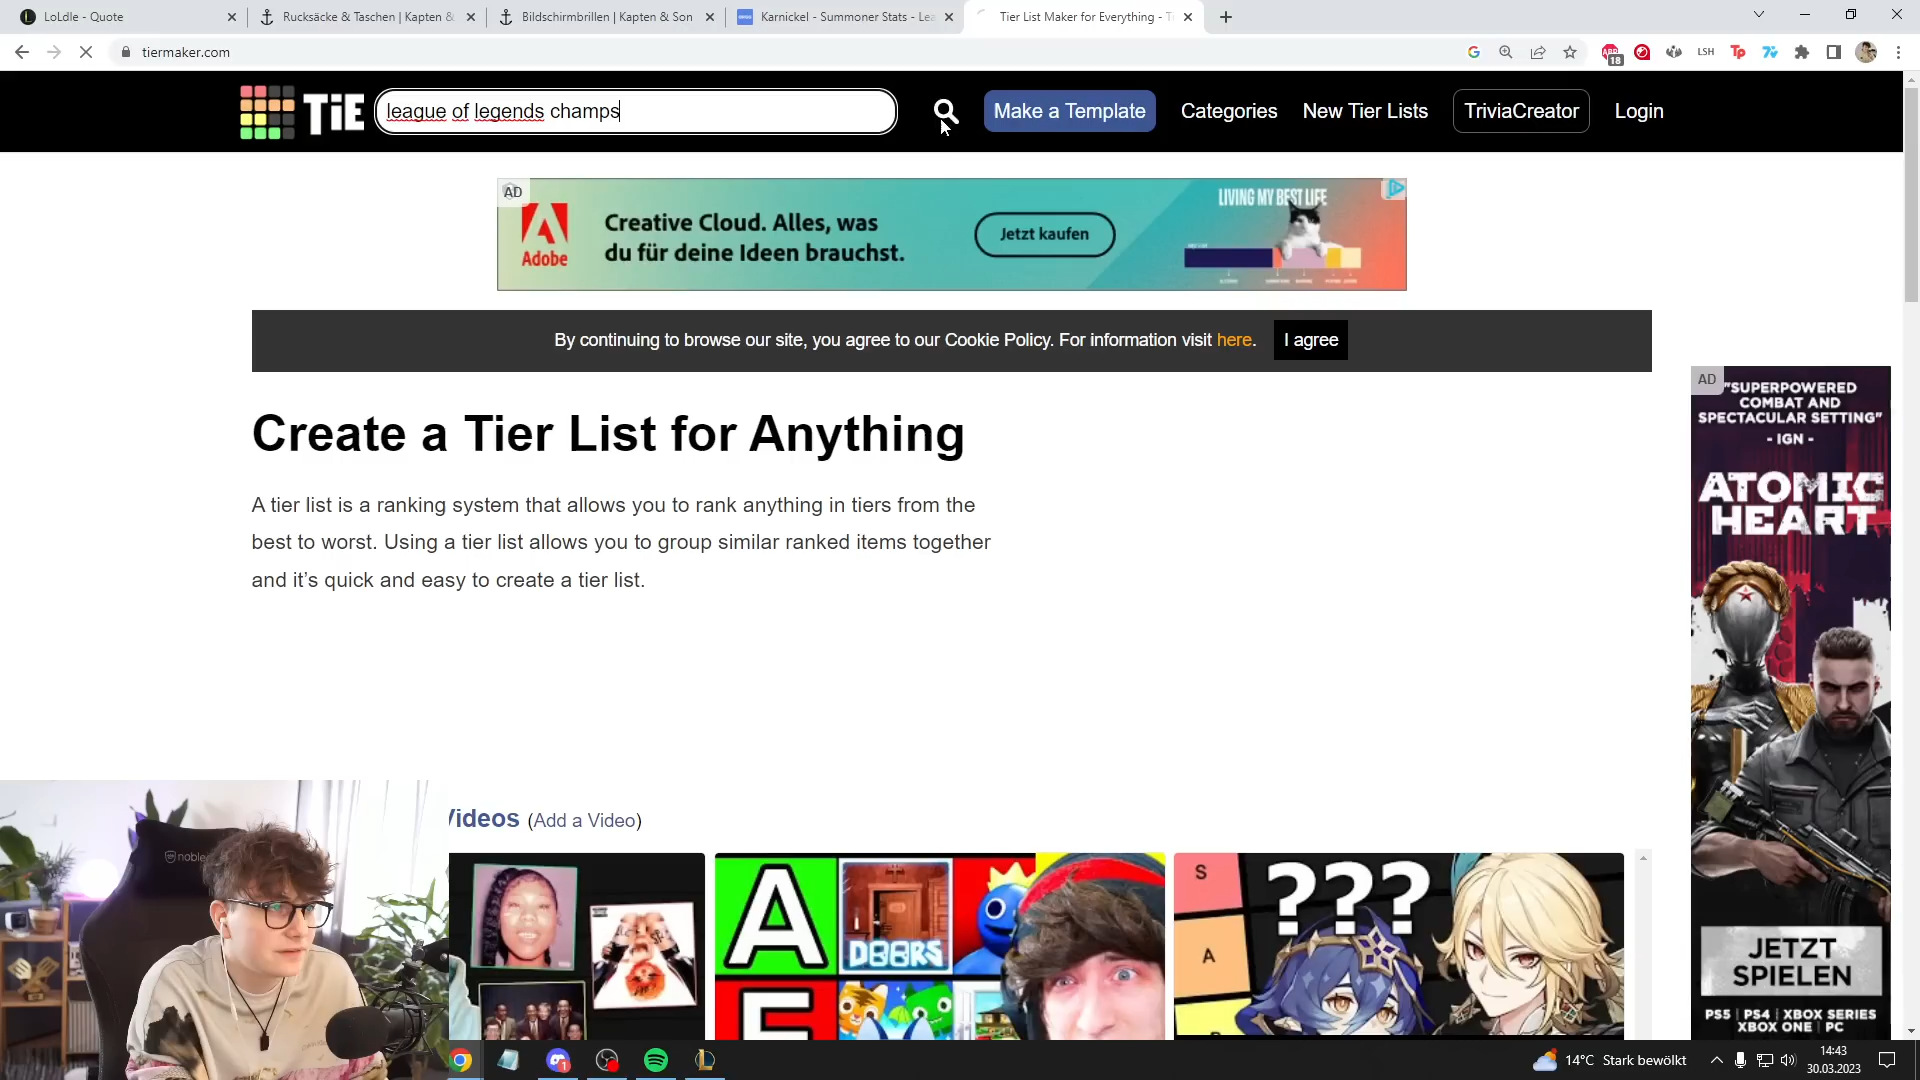 LoLdle - Quote
Rucksäcke & Taschen | Kapten &
Bildschirmbrillen | Kapten & Son
Karnickel - Summoner Stats - Lea
Tier List Maker for Everything - T
tiermaker.com
18
LSH
TiE
league of legends champs
Make a Template
Categories
New Tier Lists
TriviaCreator
Login
AD
Adobe
Creative Cloud. Alles, was
du für deine Ideen brauchst.
Jetzt kaufen
LIVING MY BEST LIFE
By continuing to browse our site, you agree to our Cookie Policy. For information visit here.
I agree
Create a Tier List for Anything
A tier list is a ranking system that allows you to rank anything in tiers from the
best to worst. Using a tier list allows you to group similar ranked items together
and it's quick and easy to create a tier list.
AD
"SUPERPOWERED
COMBAT AND
SPECTACULAR SETTING"
- IGN -
ATOMIC
HEART
JETZT
SPIELEN
PS5 | PS4 | XBOX SERIES
XBOX ONE | PC
Videos (Add a Video)
noble
A
DOORS
S
A
???
14°C Stark bewölkt
14:43
30.03.2023